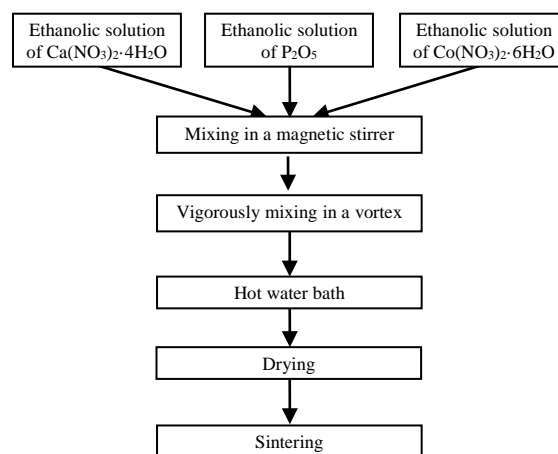 Ethanolic solution
of Ca(NO₃)₂·4H₂O
Ethanolic solution
of P₂O₅
Ethanolic solution
of Co(NO₃)₂·6H₂O
Mixing in a magnetic stirrer
Vigorously mixing in a vortex
Hot water bath
Drying
Sintering